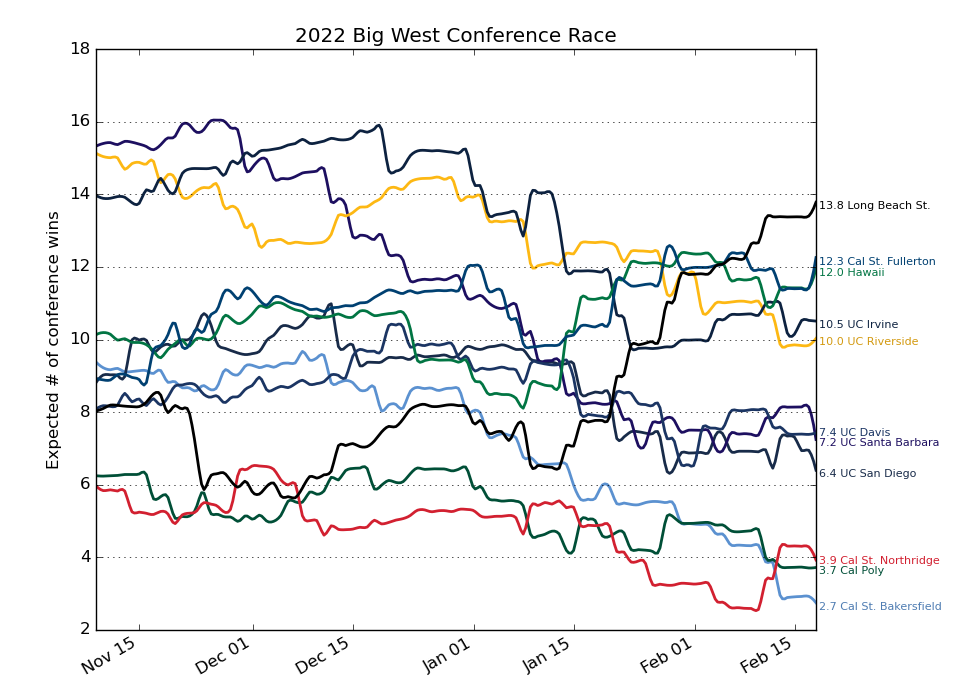 2022 Big West Conference Race
Expected # of conference wins
18
16
14
12
10
8
6
4
2
Nov 15
Dec 01
Dec 15
Jan 01
Jan 15
Feb 01
Feb 15
13.8 Long Beach St.
12.3 Cal St. Fullerton
12.0 Hawaii
10.5 UC Irvine
10.0 UC Riverside
7.4 UC Davis
7.2 UC Santa Barbara
6.4 UC San Diego
3.9 Cal St. Northridge
3.7 Cal Poly
2.7 Cal St. Bakersfield